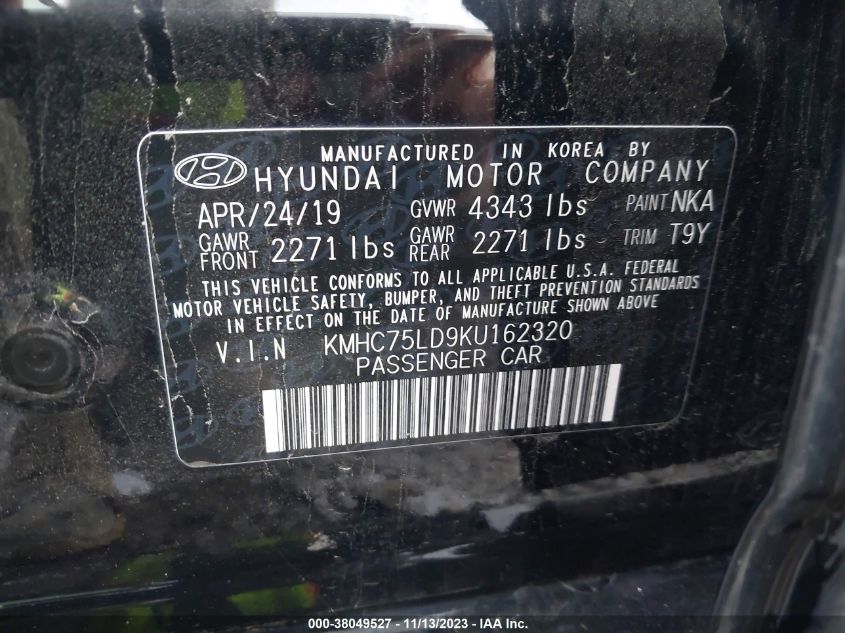 MANUFACTURED IN KOREA BY
HYUNDAI MOTOR COMPANY
APR/24/19 GVWR 4343 lbs PAINT NKA
GAWR FRONT 2271 lbs GAWR REAR 2271 lbs TRIM T9Y
THIS VEHICLE CONFORMS TO ALL APPLICABLE U.S.A. FEDERAL
MOTOR VEHICLE SAFETY, BUMPER, AND THEFT PREVENTION STANDARDS
IN EFFECT ON THE DATE OF MANUFACTURE SHOWN ABOVE
V.I.N KMHC75LD9KU162320
PASSENGER CAR
000-38049527 - 11/13/2023 - IAA Inc.